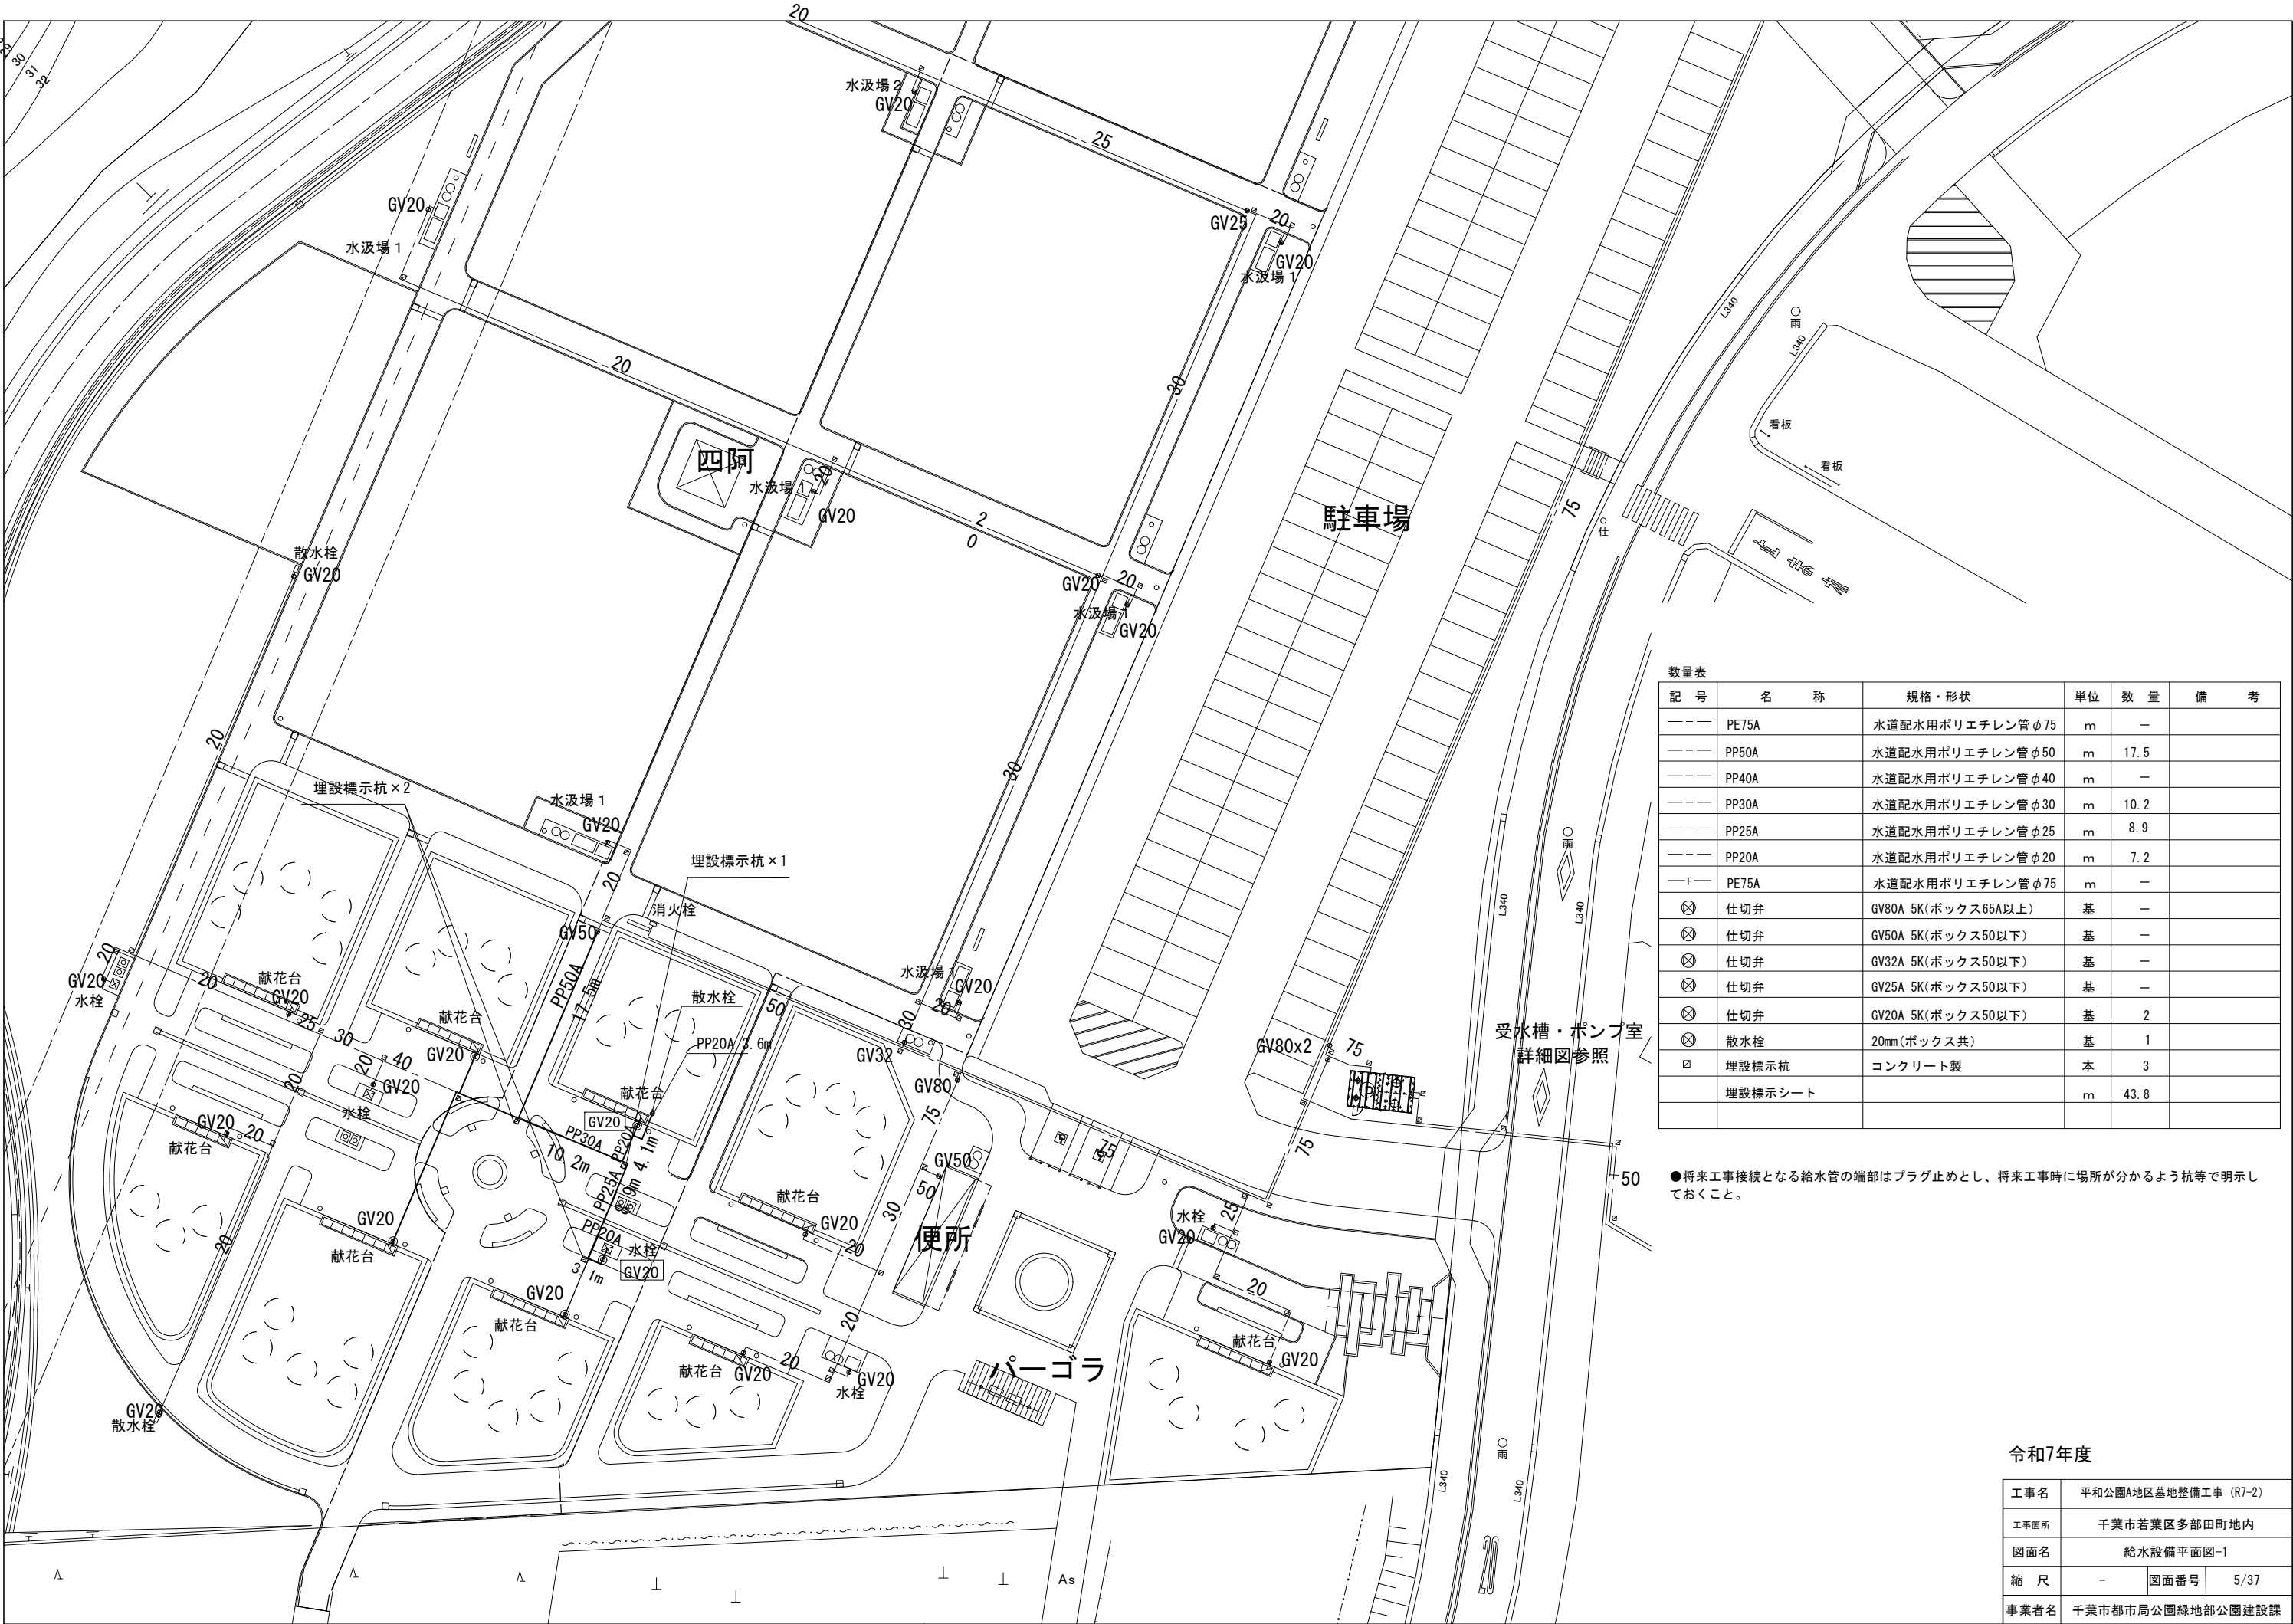 20
29
30
31
32
水汲場2
GV20
25
GV20
水汲場1
GV25
20
GV20
水汲場1
20
30
四阿
水汲場1
20
GV20
2
0
駐車場
75
GV20
20
水汲場1
GV20
散水栓
GV20
20
30
埋設標示杭×2
水汲場1
GV20
20
埋設標示杭×1
消火栓
GV50
PP50A
17.5m
散水栓
50
PP20A 3.6m
水汲場1
GV20
20
30
GV32
GV80
75
20
GV20
水栓
20
献花台
GV20
25
30
40
献花台
GV20
20
GV20
水栓
20
GV20
20
献花台
献花台
GV20
PP30A
10.2m
PP20A
4.1m
PP25A
8.9m
PP20A
3.1m
水栓
GV20
GV50
50
30
便所
献花台
GV20
20
20
GV20
献花台
GV20
献花台
献花台
GV20
20
GV20
水栓
20
GV20
散水栓
パーゴラ
GV80x2
75
75
75
受水槽・ポンプ室
詳細図参照
50
水栓
GV20
25
20
献花台
GV20
As
L340
雨
L340
看板
看板
仕
雨
L340
L340
雨
L340
L340
数量表
記 号 名 称 規格・形状 単位 数 量 備 考
PE75A 水道配水用ポリエチレン管φ75 m －
PP50A 水道配水用ポリエチレン管φ50 m 17.5
PP40A 水道配水用ポリエチレン管φ40 m －
PP30A 水道配水用ポリエチレン管φ30 m 10.2
PP25A 水道配水用ポリエチレン管φ25 m 8.9
PP20A 水道配水用ポリエチレン管φ20 m 7.2
F PE75A 水道配水用ポリエチレン管φ75 m －
仕切弁 GV80A 5K(ボックス65A以上) 基 －
仕切弁 GV50A 5K(ボックス50以下) 基 －
仕切弁 GV32A 5K(ボックス50以下) 基 －
仕切弁 GV25A 5K(ボックス50以下) 基 －
仕切弁 GV20A 5K(ボックス50以下) 基 2
散水栓 20mm(ボックス共) 基 1
埋設標示杭 コンクリート製 本 3
埋設標示シート m 43.8
●将来工事接続となる給水管の端部はプラグ止めとし、将来工事時に場所が分かるよう杭等で明示し
ておくこと。
令和7年度
工事名 平和公園A地区墓地整備工事（R7-2）
工事箇所 千葉市若葉区多部田町地内
図面名 給水設備平面図-1
縮 尺 - 図面番号 5/37
事業者名 千葉市都市局公園緑地部公園建設課